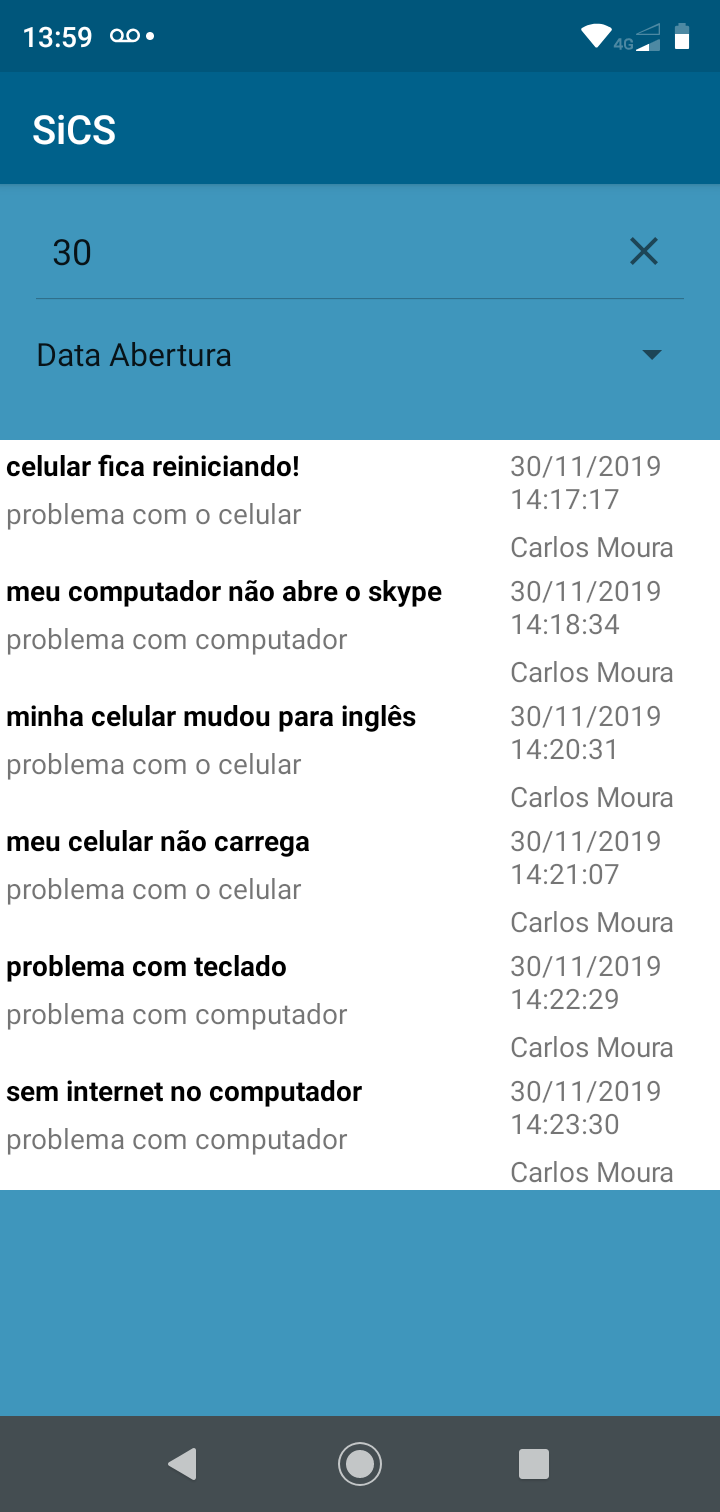 13:59
4G
SiCS
30
Data Abertura
celular fica reiniciando!
problema com o celular
30/11/2019
14:17:17
Carlos Moura
meu computador não abre o skype
problema com computador
30/11/2019
14:18:34
Carlos Moura
minha celular mudou para inglês
problema com o celular
30/11/2019
14:20:31
Carlos Moura
meu celular não carrega
problema com o celular
30/11/2019
14:21:07
Carlos Moura
problema com teclado
problema com computador
30/11/2019
14:22:29
Carlos Moura
sem internet no computador
problema com computador
30/11/2019
14:23:30
Carlos Moura